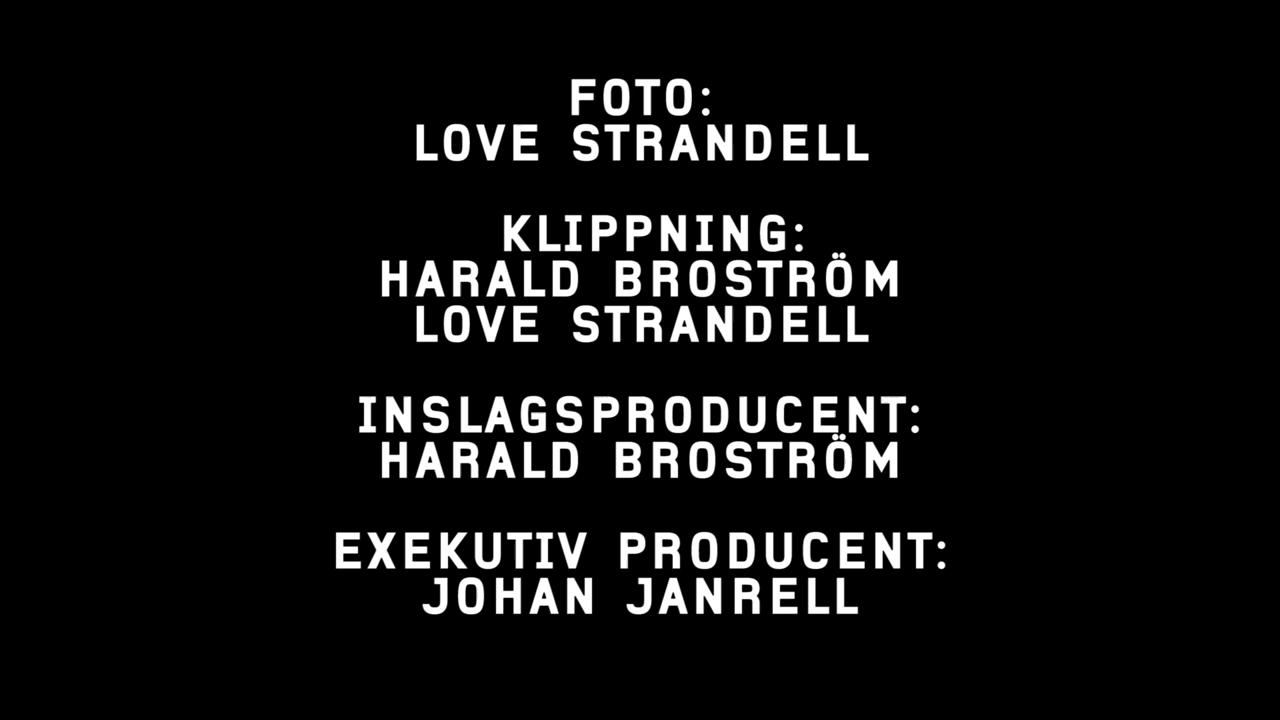 FOTO:
LOVE STRANDELL
KLIPPNING:
HARALD BROSTRÖM
LOVE STRANDELL
INSLAGSPRODUCENT:
HARALD BROSTRÖM
EXEKUTIV PRODUCENT:
JOHAN JANRELL